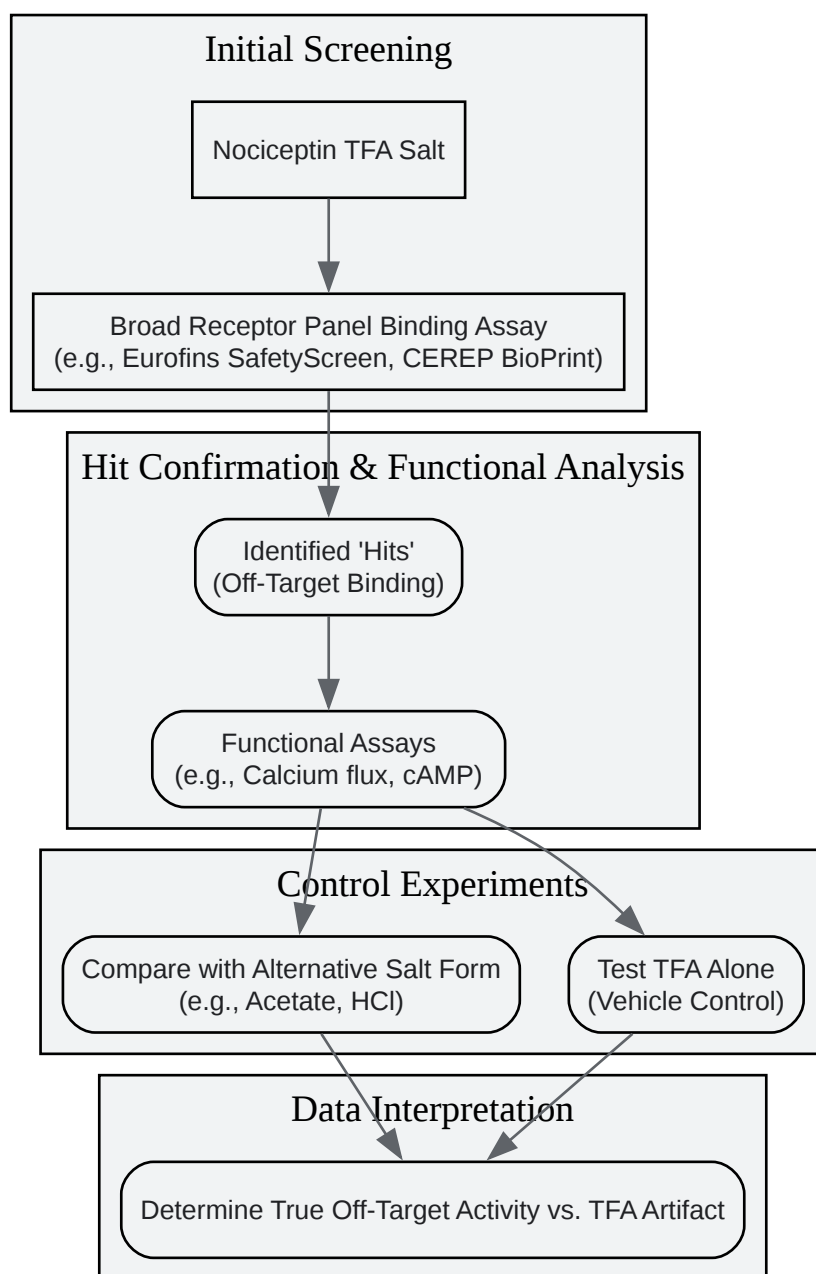 Initial Screening
Nociceptin TFA Salt
Broad Receptor Panel Binding Assay
(e.g., Eurofins SafetyScreen, CEREP BioPrint)
Hit Confirmation & Functional Analysis
Identified 'Hits'
(Off-Target Binding)
Functional Assays
(e.g., Calcium flux, cAMP)
Control Experiments
Compare with Alternative Salt Form
(e.g., Acetate, HCl)
Test TFA Alone
(Vehicle Control)
Data Interpretation
Determine True Off-Target Activity vs. TFA Artifact